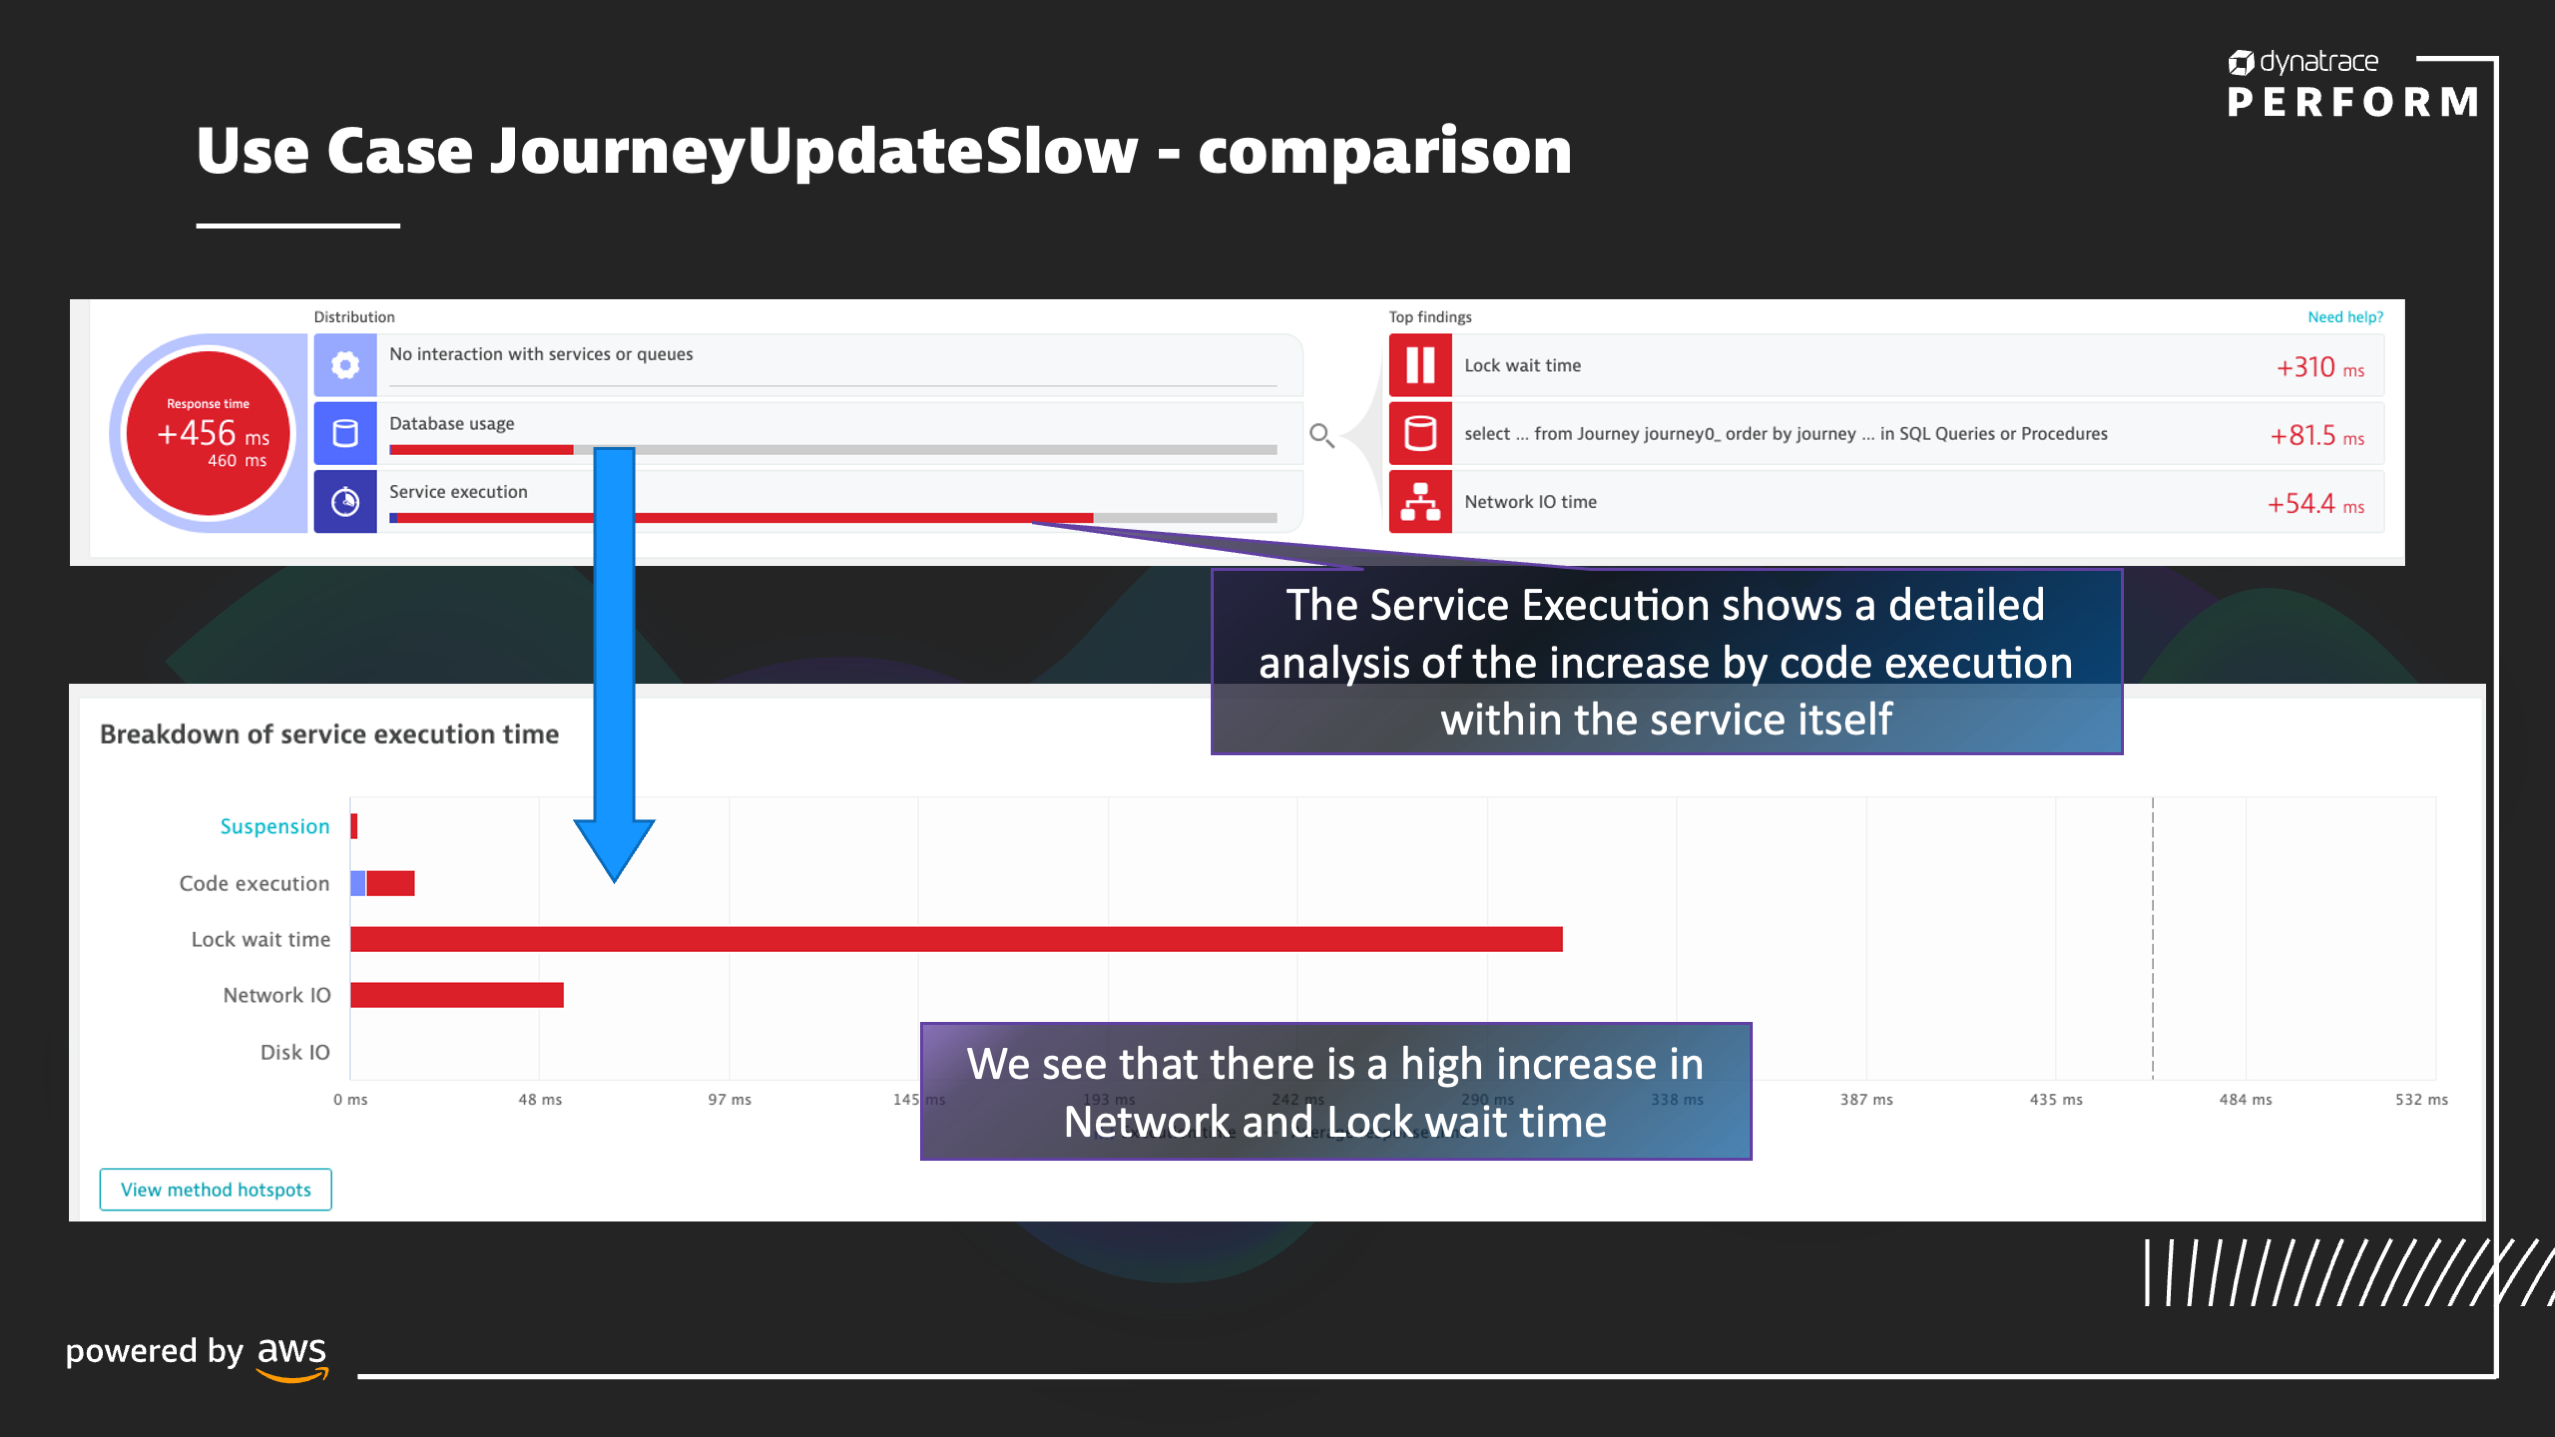 dynatrace
PERFORM
Use Case JourneyUpdateSlow - comparison
Distribution
Response time
+456 ms
460 ms
No interaction with services or queues
Database usage
Service execution
Top findings
Need help?
Lock wait time
+310 ms
select ... from Journey journey0_ order by journey ... in SQL Queries or Procedures
+81.5 ms
Network IO time
+54.4 ms
The Service Execution shows a detailed
analysis of the increase by code execution
within the service itself
Breakdown of service execution time
Suspension
Code execution
Lock wait time
Network IO
Disk IO
0 ms 48 ms 97 ms 145 ms 193 ms 242 ms 290 ms 338 ms 387 ms 435 ms 484 ms 532 ms
We see that there is a high increase in
Network and Lock wait time
View method hotspots
powered by aws